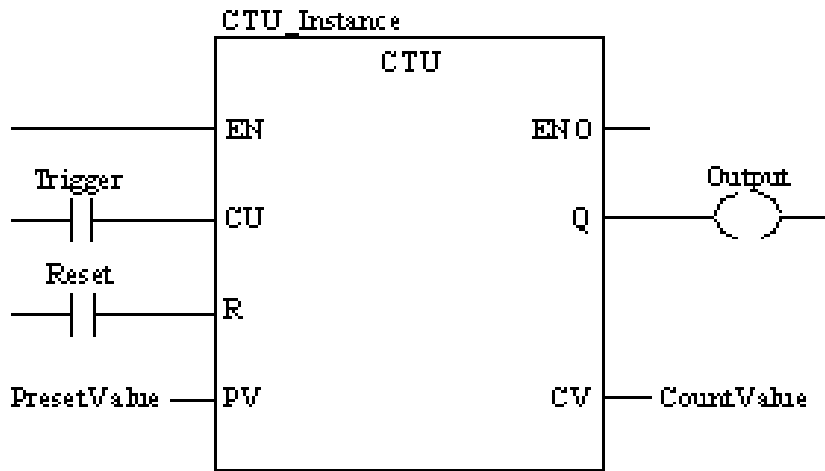 CTU_Instance
CTU
EN
ENO
Trigger
Output
CU
Q
Reset
R
PresetValue
PV
CV
CountValue